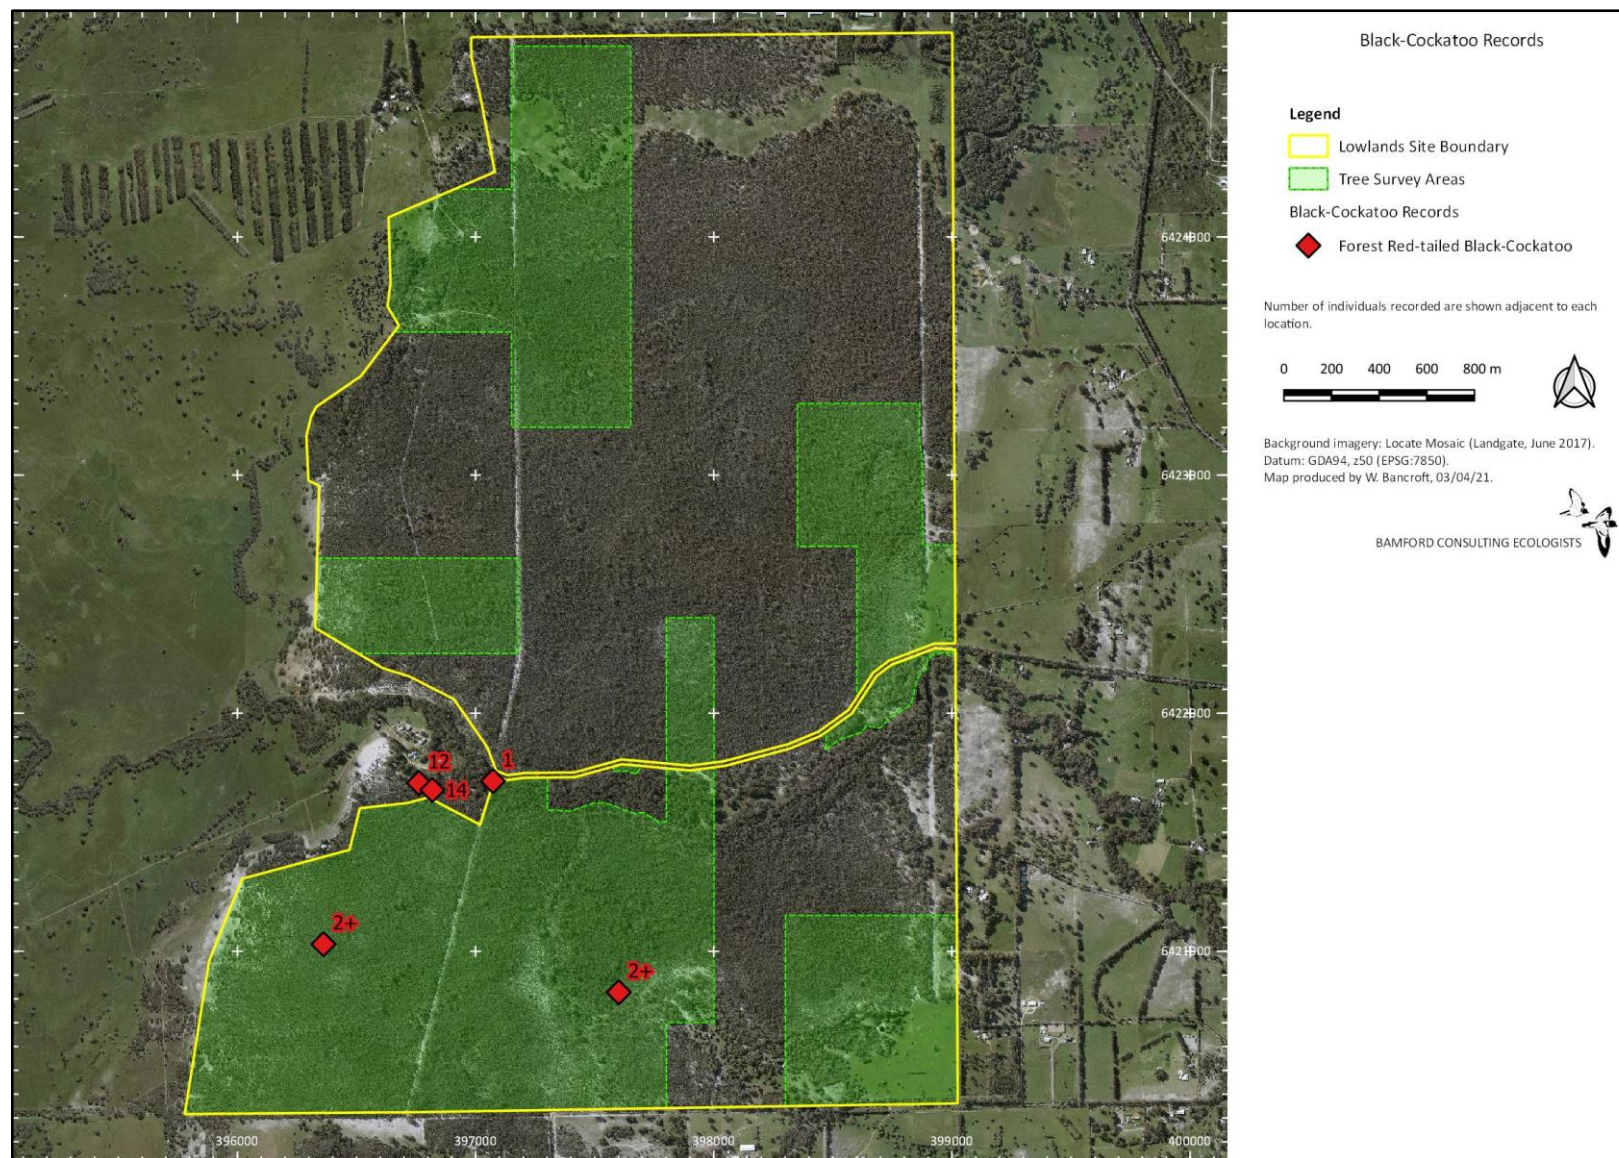 Black-Cockatoo Records
Legend
Lowlands Site Boundary
Tree Survey Areas
Black-Cockatoo Records
Forest Red-tailed Black-Cockatoo
Number of individuals recorded are shown adjacent to each
location.
0 200 400 600 800 m
Background imagery: Locate Mosaic (Landgate, June 2017).
Datum: GDA94, z50 (EPSG:7850).
Map produced by W. Bancroft, 03/04/21.
BAMFORD CONSULTING ECOLOGISTS
6424000
6423000
6422000
12
1
14
2+
6421000
2+
396000 397000 398000 399000 400000